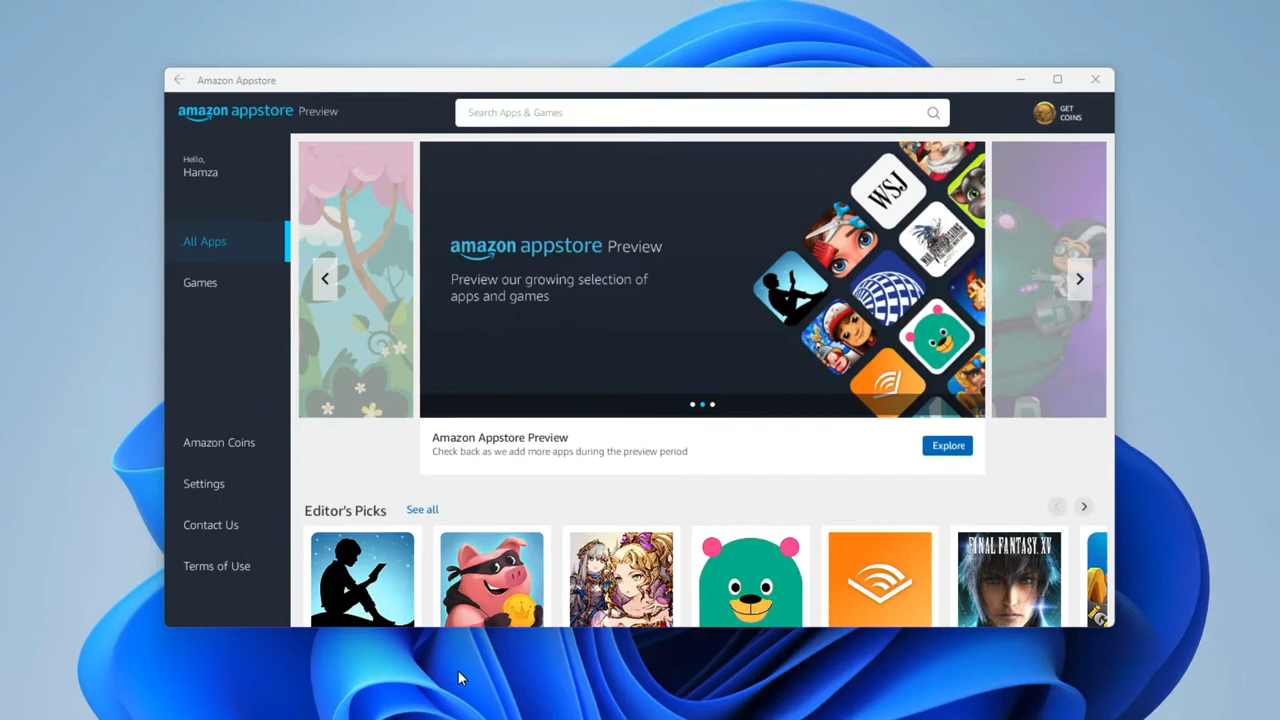 Amazon Appstore
amazon appstore Preview
Search Apps & Games
GET
COINS
Hello,
Hamza
All Apps
Games
Amazon Coins
Settings
Contact Us
Terms of Use
amazon appstore Preview
Preview our growing selection of
apps and games
WSJ
Amazon Appstore Preview
Check back as we add more apps during the preview period
Explore
Editor's Picks
See all
FINAL FANTASY XV